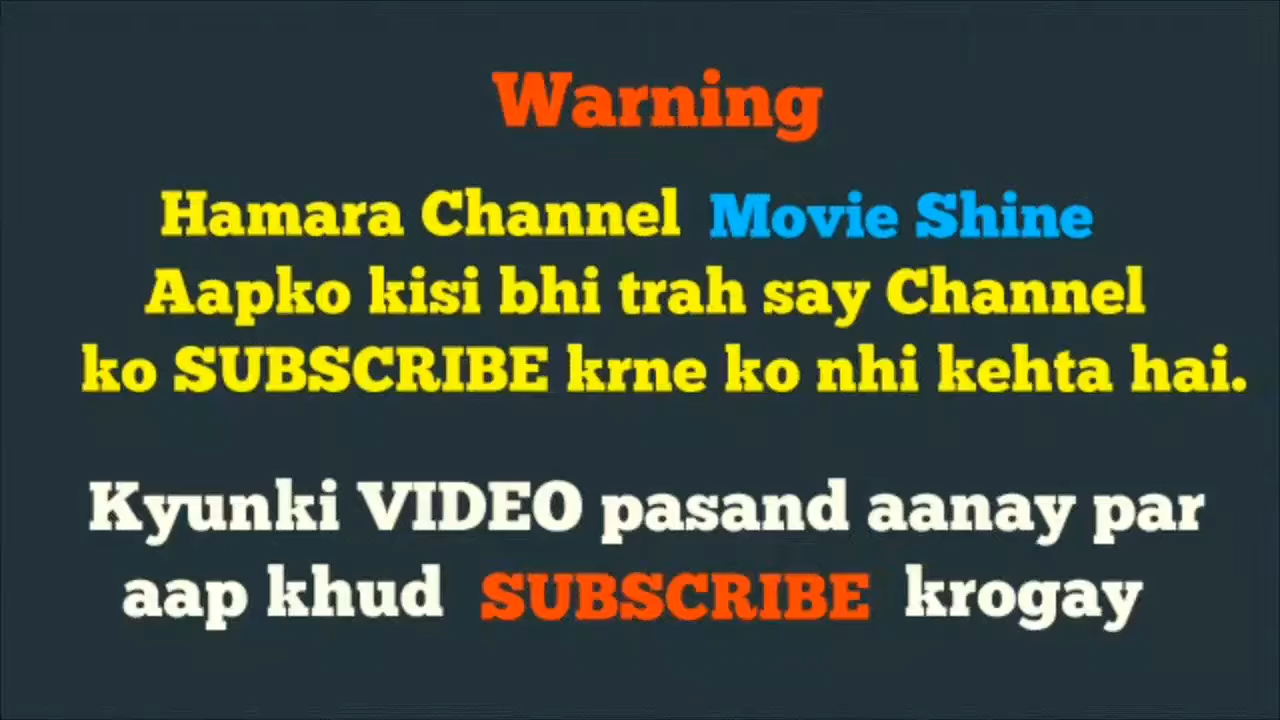 Warning
Hamara Channel Movie Shine
Aapko kisi bhi trah say Channel
ko SUBSCRIBE krne ko nhi kehta hai.
Kyunki VIDEO pasand aanay par
aap khud SUBSCRIBE krogay